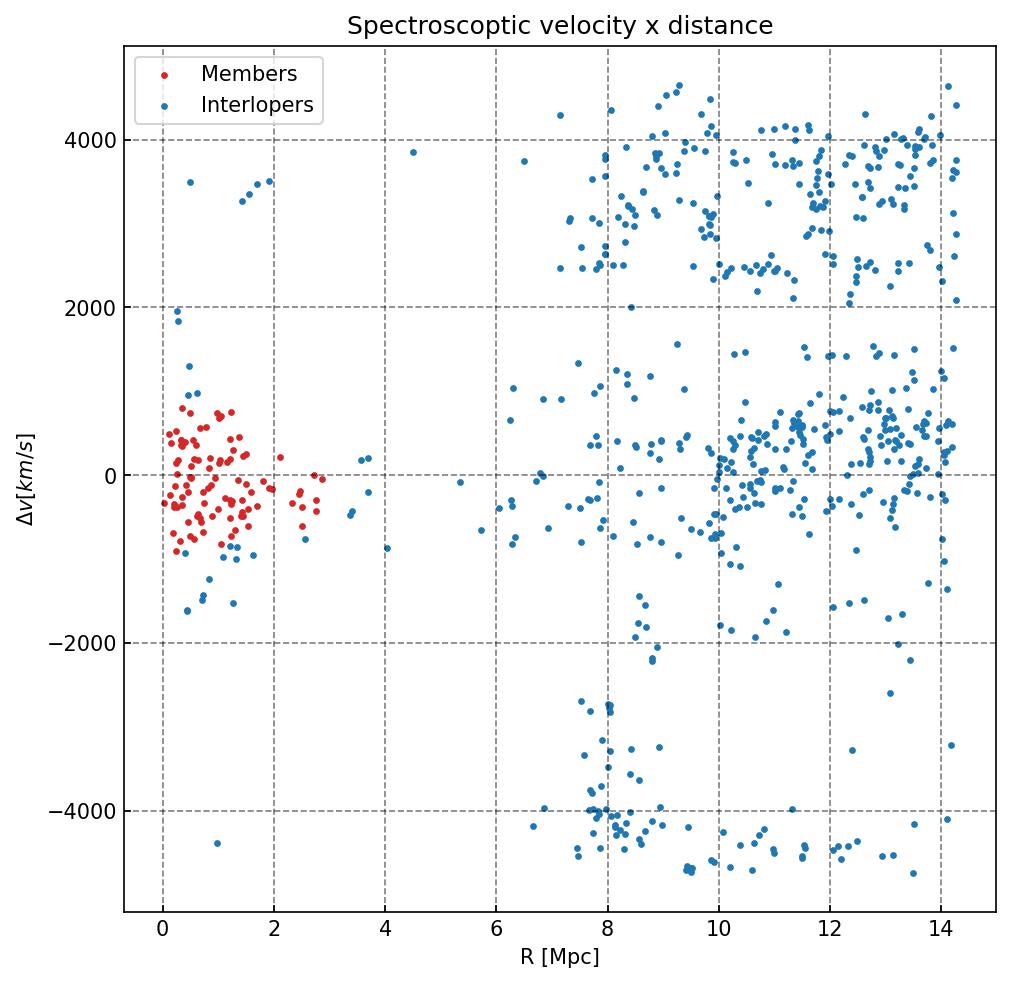 Spectroscoptic velocity x distance
Members
Interlopers
4000
2000
0
−2000
−4000
Δv[km/s]
0 2 4 6 8 10 12 14
R [Mpc]